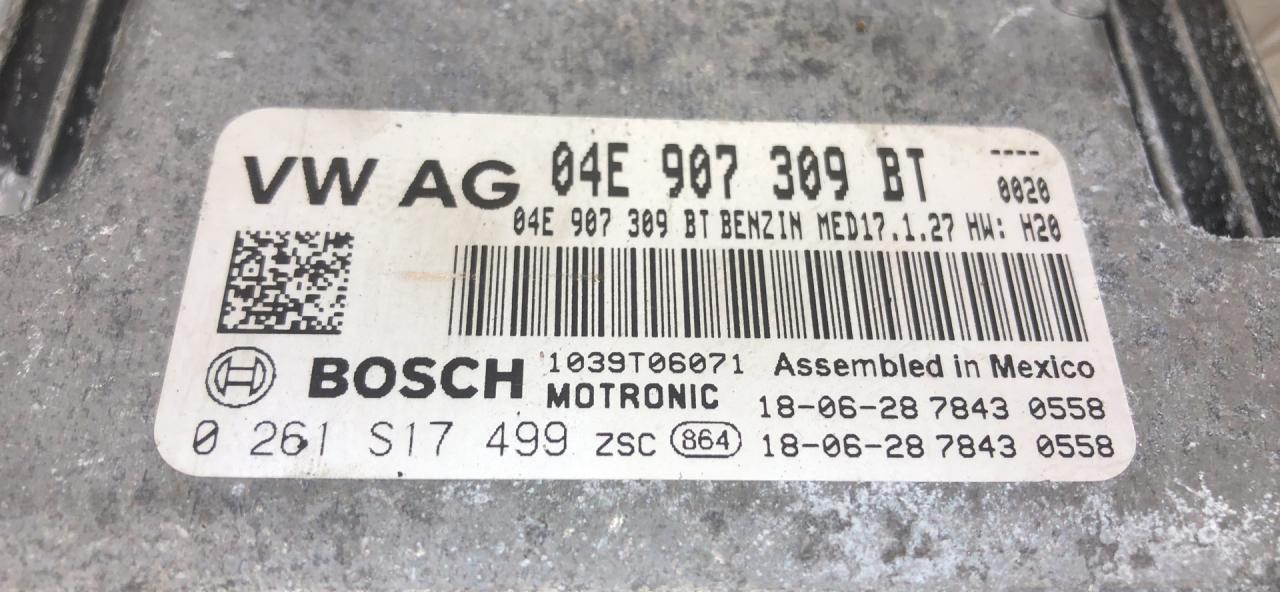 VW AG 04E 907 309 BT ----
0020
04E 907 309 BT BENZIN MED17.1.27 HW: H20
BOSCH 1039T06071 Assembled in Mexico
MOTRONIC 18-06-28 7843 0558
0 261 S17 499 ZSC 864 18-06-28 7843 0558